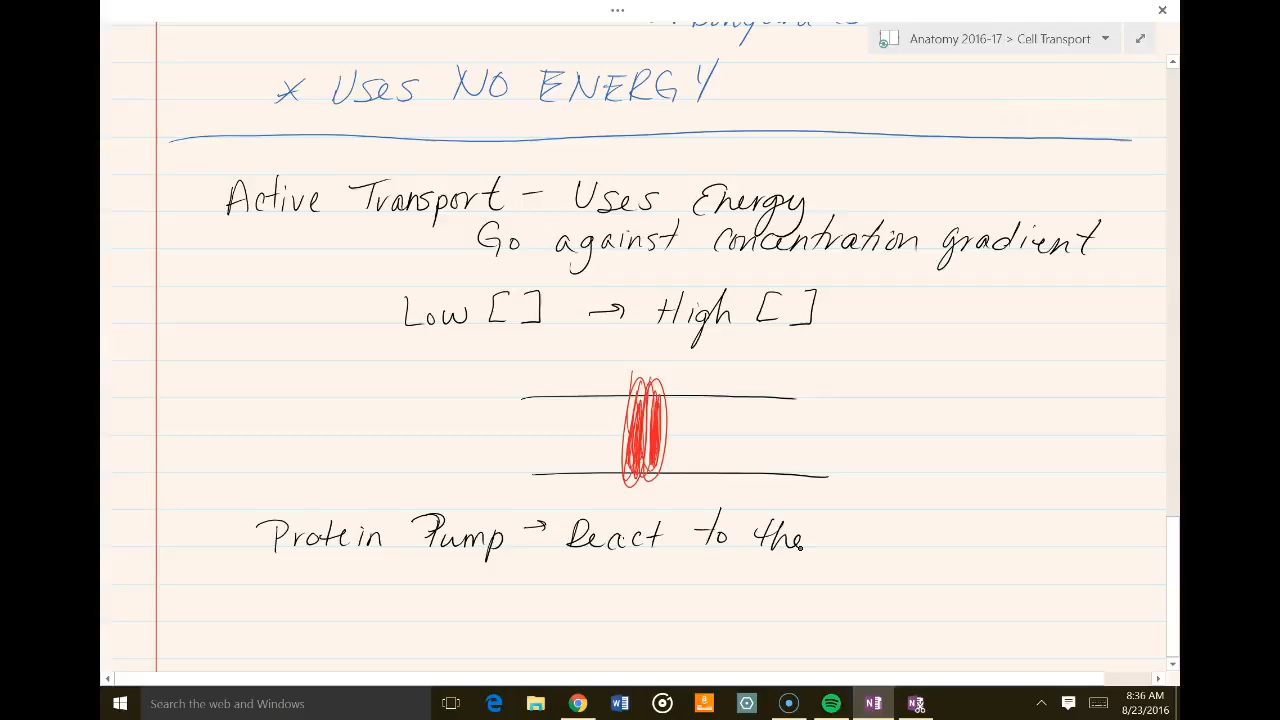 Anatomy 2016-17 > Cell Transport
* Uses NO ENERGY
Active Transport - Uses Energy
Go against concentration gradient
Low [ ] → High [ ]
Protein Pump → React to the
Search the web and Windows
8:36 AM
8/23/2016